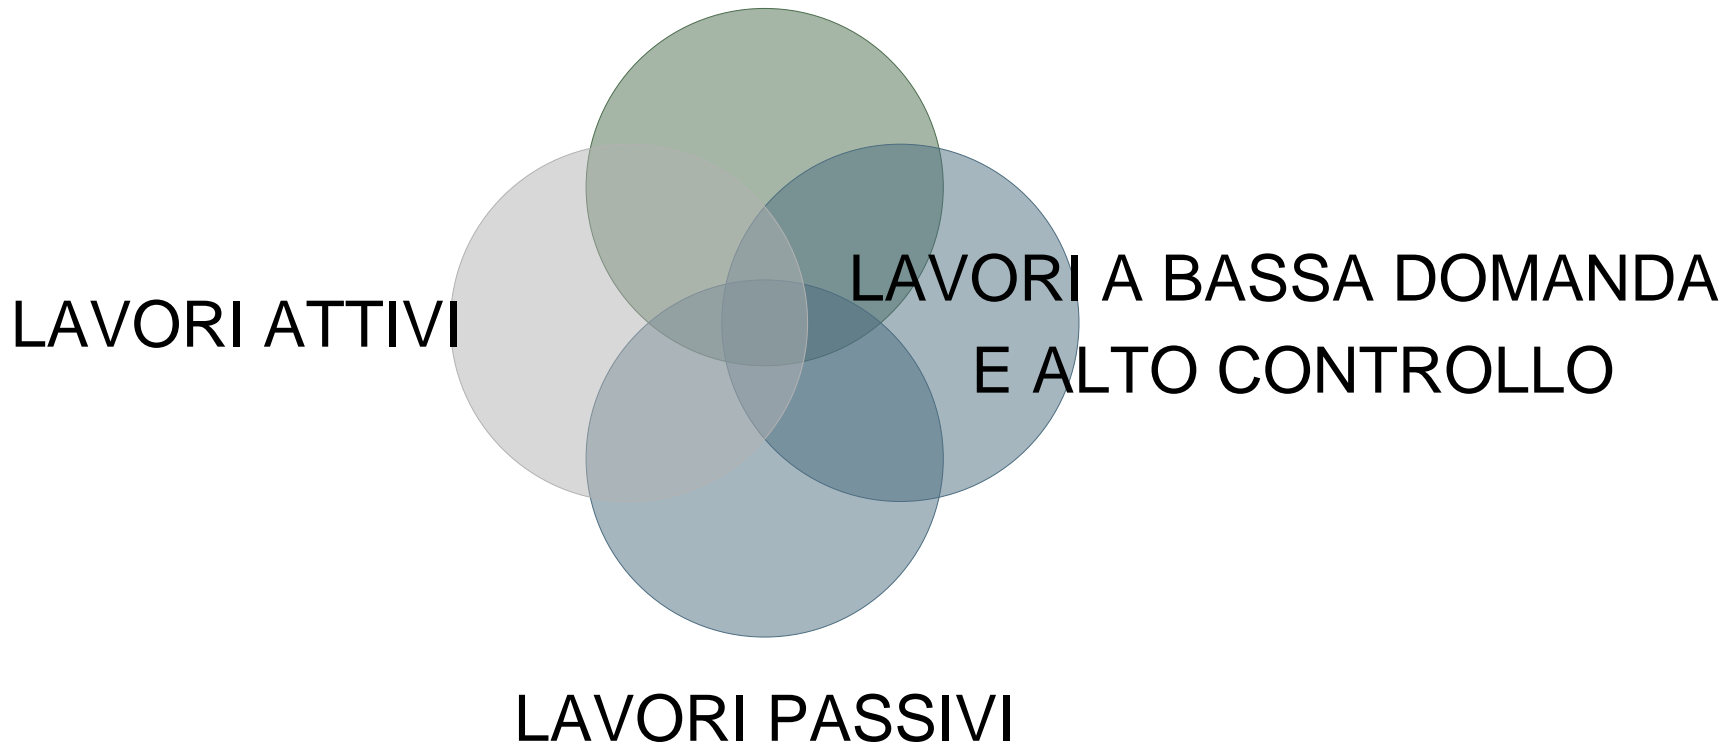 LAVORI ATTIVI
LAVORI A BASSA DOMANDA
E ALTO CONTROLLO
LAVORI PASSIVI